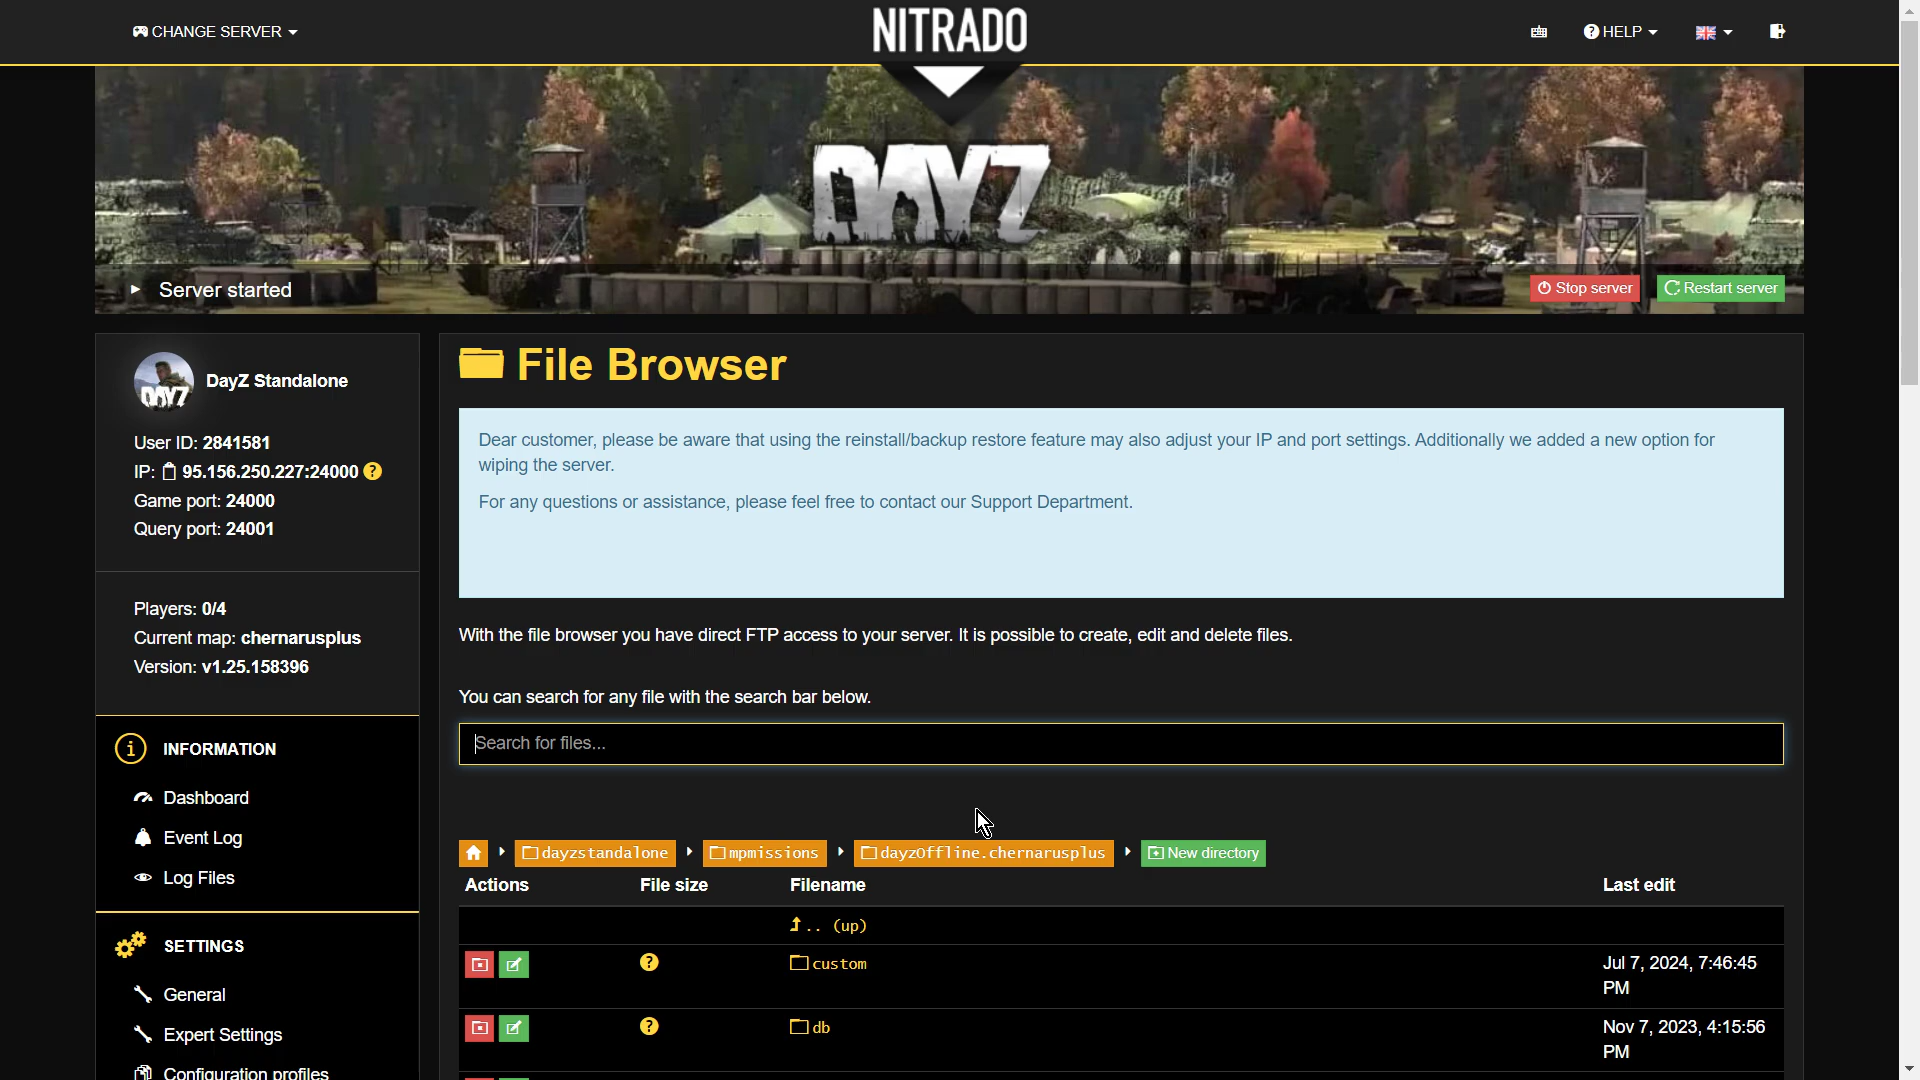 CHANGE SERVER
NITRADO
HELP
DAYZ
Server started
Stop server
Restart server
DAYZ
DayZ Standalone
User ID: 2841581
IP: 95.156.250.227:24000
Game port: 24000
Query port: 24001
Players: 0/4
Current map: chernarusplus
Version: v1.25.158396
INFORMATION
Dashboard
Event Log
Log Files
SETTINGS
General
Expert Settings
Configuration profiles
File Browser
Dear customer, please be aware that using the reinstall/backup restore feature may also adjust your IP and port settings. Additionally we added a new option for
wiping the server.
For any questions or assistance, please feel free to contact our Support Department.
With the file browser you have direct FTP access to your server. It is possible to create, edit and delete files.
You can search for any file with the search bar below.
Search for files...
dayzstandalone
mpmissions
dayzOffline.chernarusplus
New directory
Actions File size Filename Last edit
.. (up)
custom Jul 7, 2024, 7:46:45
PM
db Nov 7, 2023, 4:15:56
PM